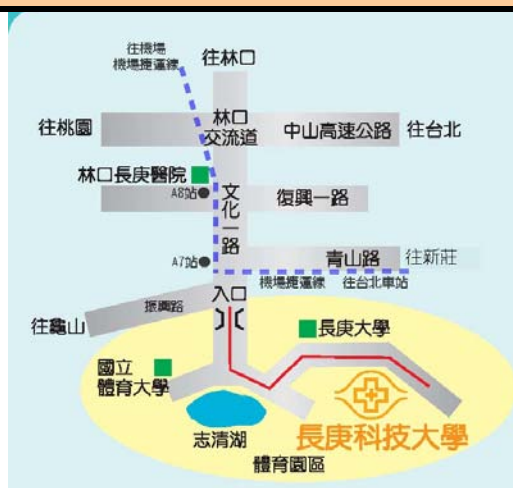 往機場
機場捷運線
往林口
往桃園
林口
交流道
中山高速公路
往台北
林口長庚醫院
A8站
文化一路
復興一路
A7站
青山路
往新莊
機場捷運線
往台北車站
入口
振興路
往龜山
長庚大學
國立
體育大學
志清湖
長庚科技大學
體育園區